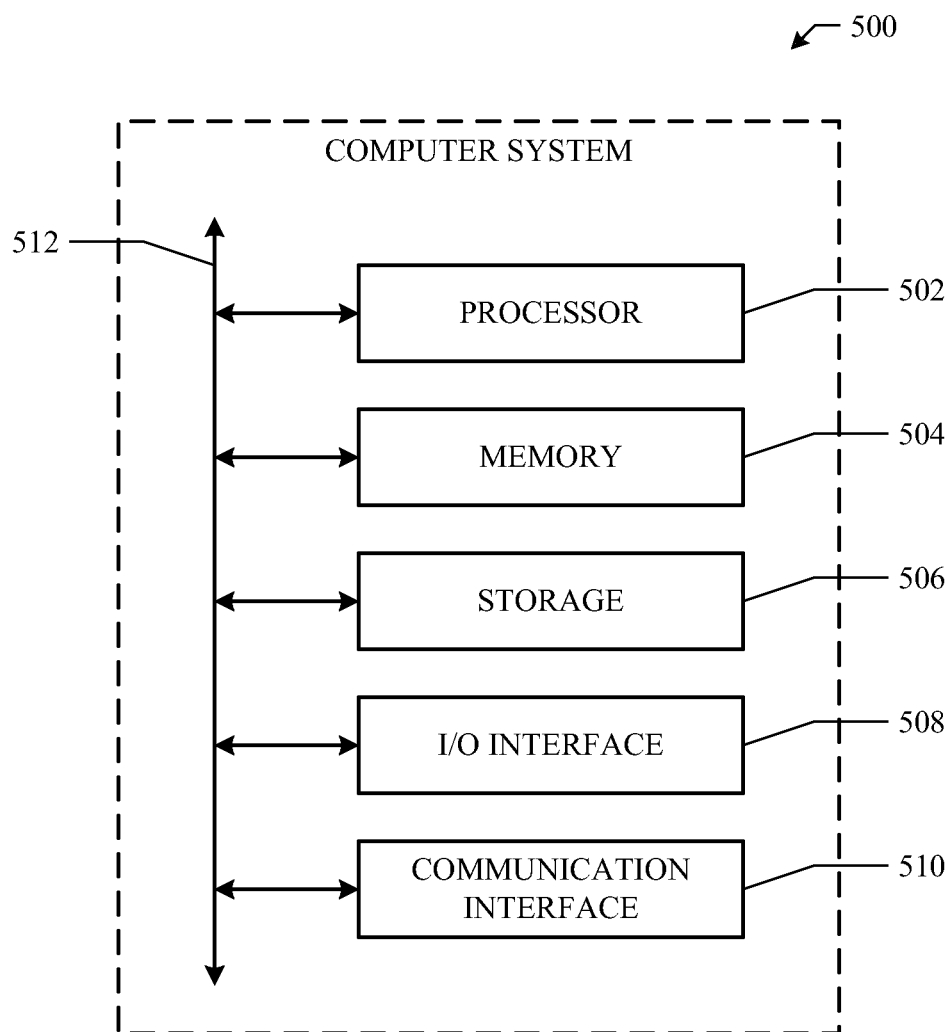 500
COMPUTER SYSTEM
512
PROCESSOR
502
MEMORY
504
STORAGE
506
I/O INTERFACE
508
COMMUNICATION
INTERFACE
510